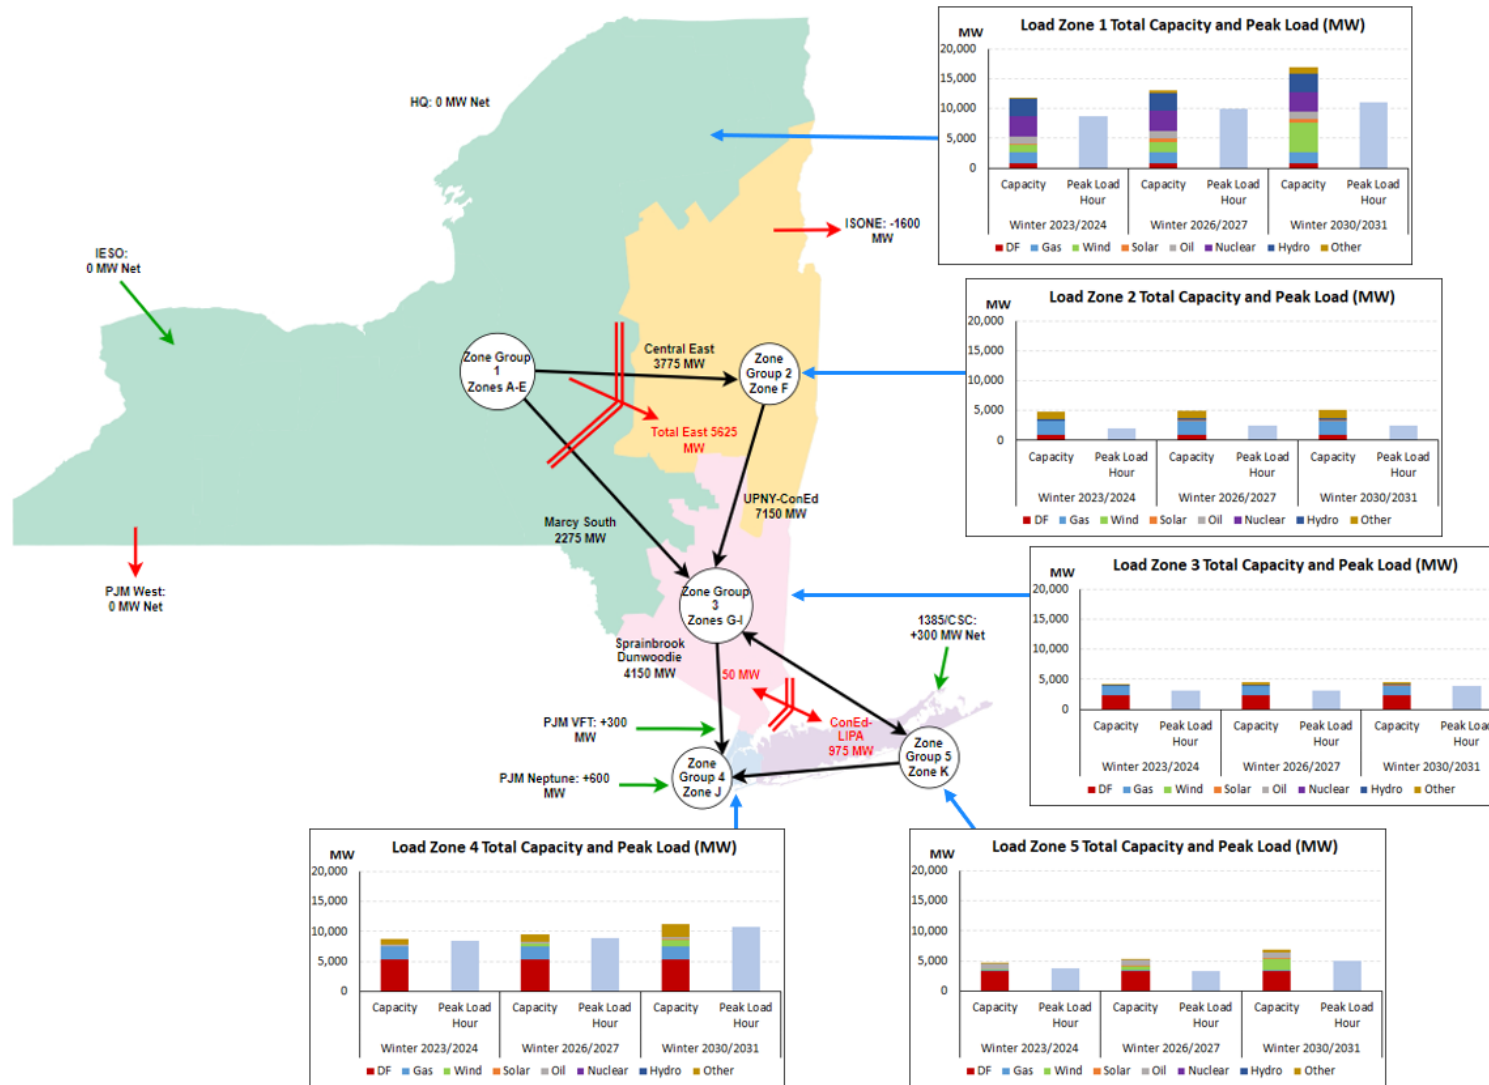 HQ: 0 MW Net
IESO:
0 MW Net
ISONE: -1600
MW
Zone Group
1
Zones A-E
Central East
3775 MW
Zone
Group 2
Zone F
Total East 5625
MW
Marcy South
2275 MW
UPNY-ConEd
7150 MW
PJM West:
0 MW Net
Zone Group
3
Zones G-I
Sprainbrook
Dunwoodie
4150 MW
50 MW
1385/CSC:
+300 MW Net
ConEd-
LIPA
975 MW
PJM VFT: +300
MW
PJM Neptune: +600
MW
Zone
Group 4
Zone J
Zone
Group 5
Zone K
Load Zone 1 Total Capacity and Peak Load (MW)
MW
20,000
15,000
10,000
5,000
0
Capacity Peak Load Hour Capacity Peak Load Hour Capacity Peak Load Hour
Winter 2023/2024 Winter 2026/2027 Winter 2030/2031
DF Gas Wind Solar Oil Nuclear Hydro Other
Load Zone 2 Total Capacity and Peak Load (MW)
MW
20,000
15,000
10,000
5,000
0
Capacity Peak Load Hour Capacity Peak Load Hour Capacity Peak Load Hour
Winter 2023/2024 Winter 2026/2027 Winter 2030/2031
DF Gas Wind Solar Oil Nuclear Hydro Other
Load Zone 3 Total Capacity and Peak Load (MW)
MW
20,000
15,000
10,000
5,000
0
Capacity Peak Load Hour Capacity Peak Load Hour Capacity Peak Load Hour
Winter 2023/2024 Winter 2026/2027 Winter 2030/2031
DF Gas Wind Solar Oil Nuclear Hydro Other
Load Zone 4 Total Capacity and Peak Load (MW)
MW
20,000
15,000
10,000
5,000
0
Capacity Peak Load Hour Capacity Peak Load Hour Capacity Peak Load Hour
Winter 2023/2024 Winter 2026/2027 Winter 2030/2031
DF Gas Wind Solar Oil Nuclear Hydro Other
Load Zone 5 Total Capacity and Peak Load (MW)
MW
20,000
15,000
10,000
5,000
0
Capacity Peak Load Hour Capacity Peak Load Hour Capacity Peak Load Hour
Winter 2023/2024 Winter 2026/2027 Winter 2030/2031
DF Gas Wind Solar Oil Nuclear Hydro Other